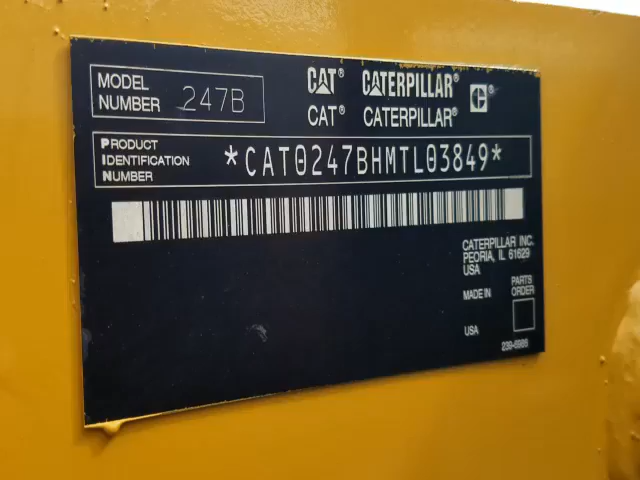 MODEL NUMBER 247B
CAT® CATERPILLAR®
CAT® CATERPILLAR® C®
PRODUCT IDENTIFICATION NUMBER *CAT0247BHMTL03849*
CATERPILLAR INC.
PEORIA, IL 61629
USA
MADE IN
PARTS ORDER
USA
239-6986